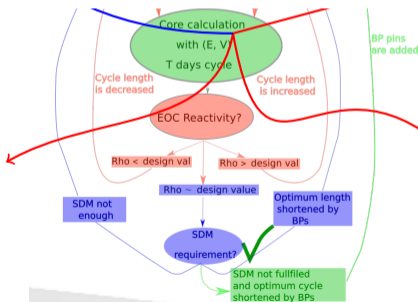 Core calculation
with (E, V)
T days cycle
BP pins
are added
Cycle length
is decreased
Cycle length
is increased
EOC Reactivity?
Rho < design val
Rho > design val
Rho ~ design value
SDM not
enough
Optimum length
shortened by
BPs
SDM
requirement?
SDM not fullfiled
and optimum cycle
shortened by BPs